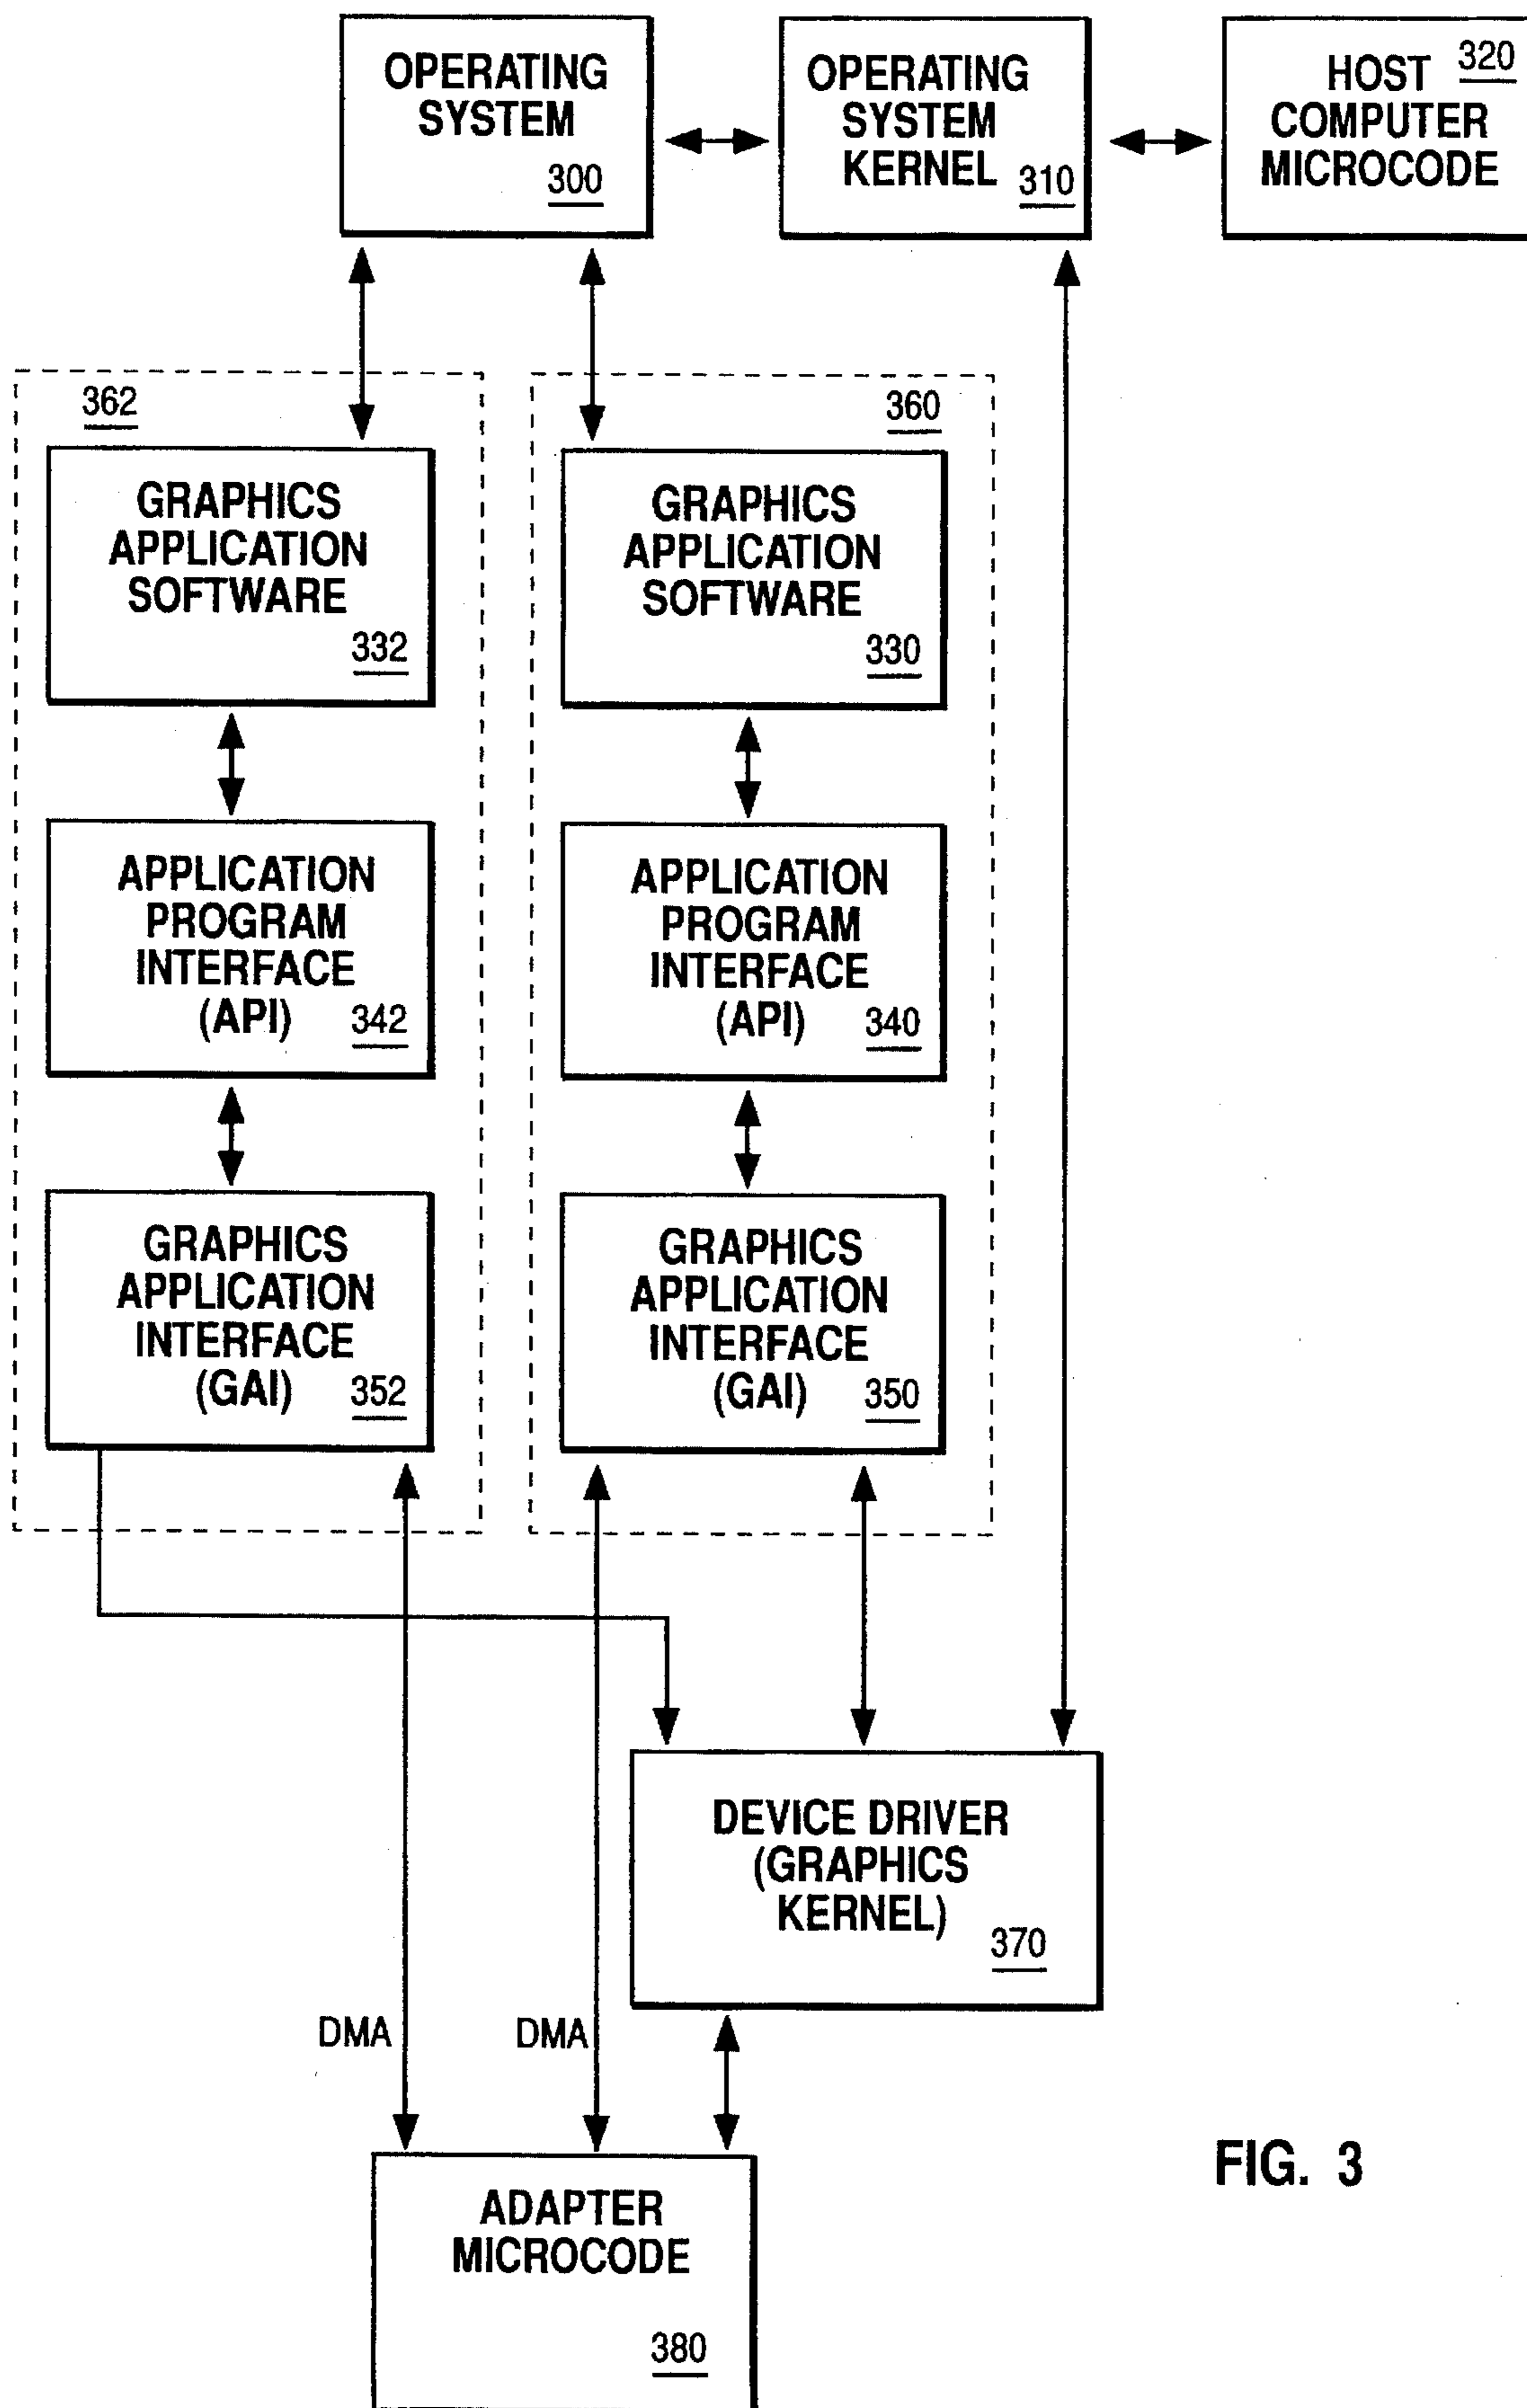 OPERATING
SYSTEM
300
OPERATING
SYSTEM
KERNEL
310
HOST
320
COMPUTER
MICROCODE
362
GRAPHICS
APPLICATION
SOFTWARE
332
360
GRAPHICS
APPLICATION
SOFTWARE
330
APPLICATION
PROGRAM
INTERFACE
(API)
342
APPLICATION
PROGRAM
INTERFACE
(API)
340
GRAPHICS
APPLICATION
INTERFACE
(GAI)
352
GRAPHICS
APPLICATION
INTERFACE
(GAI)
350
DEVICE DRIVER
(GRAPHICS
KERNEL)
370
DMA
DMA
ADAPTER
MICROCODE
380
FIG. 3